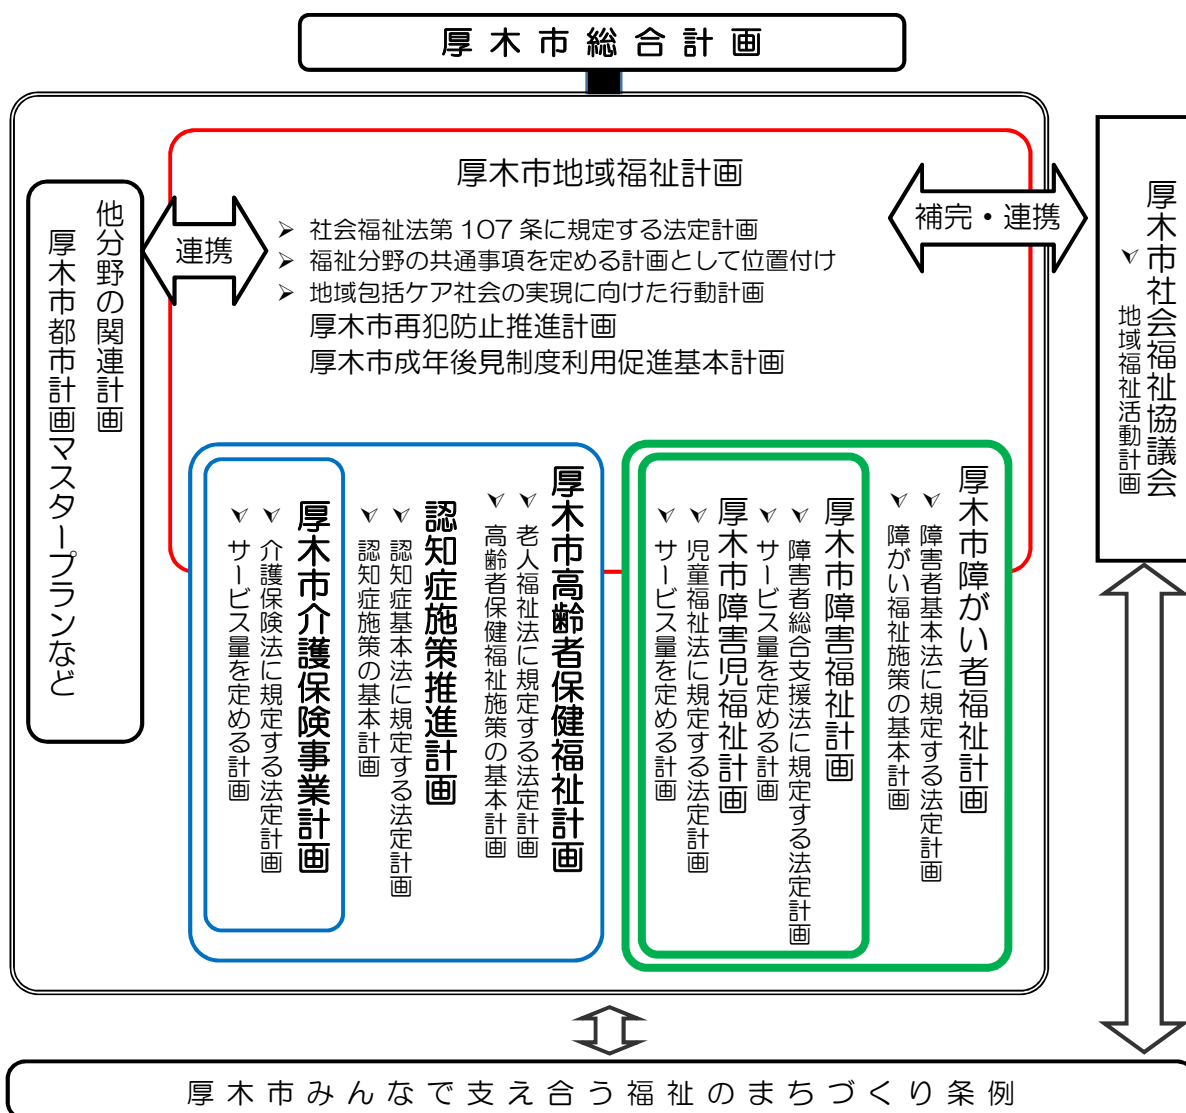 厚木市総合計画
厚木市地域福祉計画
➢ 社会福祉法第 107 条に規定する法定計画
➢ 福祉分野の共通事項を定める計画として位置付け
➢ 地域包括ケア社会の実現に向けた行動計画
厚木市再犯防止推進計画
厚木市成年後見制度利用促進基本計画
連携
補完・連携
他分野の関連計画
厚木市都市計画マスタープランなど
厚木市社会福祉協議会
➢ 地域福祉活動計画
厚木市障がい者福祉計画
➢ 障害者基本法に規定する法定計画
➢ 障がい福祉施策の基本計画
厚木市障害福祉計画
➢ 障害者総合支援法に規定する法定計画
➢ サービス量を定める計画
厚木市障害児福祉計画
➢ 児童福祉法に規定する法定計画
➢ サービス量を定める計画
厚木市高齢者保健福祉計画
➢ 老人福祉法に規定する法定計画
➢ 高齢者保健福祉施策の基本計画
認知症施策推進計画
➢ 認知症基本法に規定する法定計画
➢ 認知症施策の基本計画
厚木市介護保険事業計画
➢ 介護保険法に規定する法定計画
➢ サービス量を定める計画
厚木市みんなで支え合う福祉のまちづくり条例